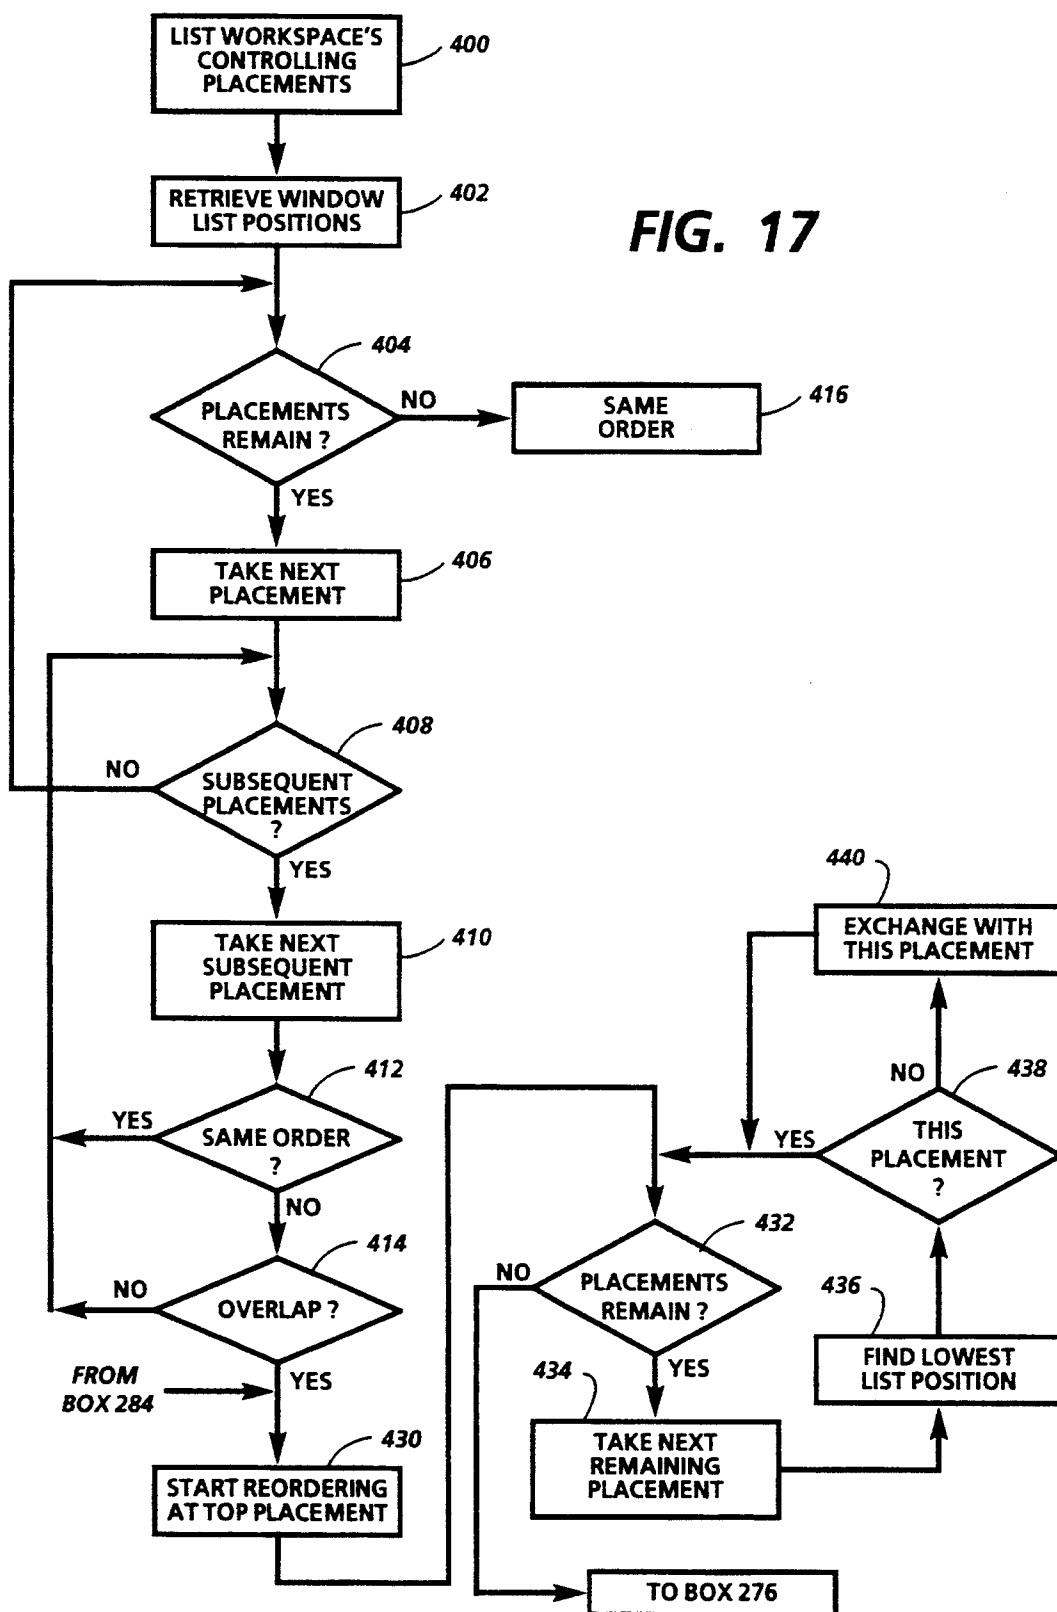 LIST WORKSPACE'S
CONTROLLING
PLACEMENTS
400
RETRIEVE WINDOW
LIST POSITIONS
402
FIG. 17
404
PLACEMENTS
REMAIN ?
NO
SAME
ORDER
416
YES
TAKE NEXT
PLACEMENT
406
408
NO
SUBSEQUENT
PLACEMENTS
?
YES
TAKE NEXT
SUBSEQUENT
PLACEMENT
410
412
YES
SAME ORDER
?
NO
414
NO
OVERLAP ?
YES
FROM
BOX 284
430
START REORDERING
AT TOP PLACEMENT
440
EXCHANGE WITH
THIS PLACEMENT
NO
438
YES
THIS
PLACEMENT
?
432
NO
PLACEMENTS
REMAIN ?
YES
436
FIND LOWEST
LIST POSITION
434
TAKE NEXT
REMAINING
PLACEMENT
TO BOX 276